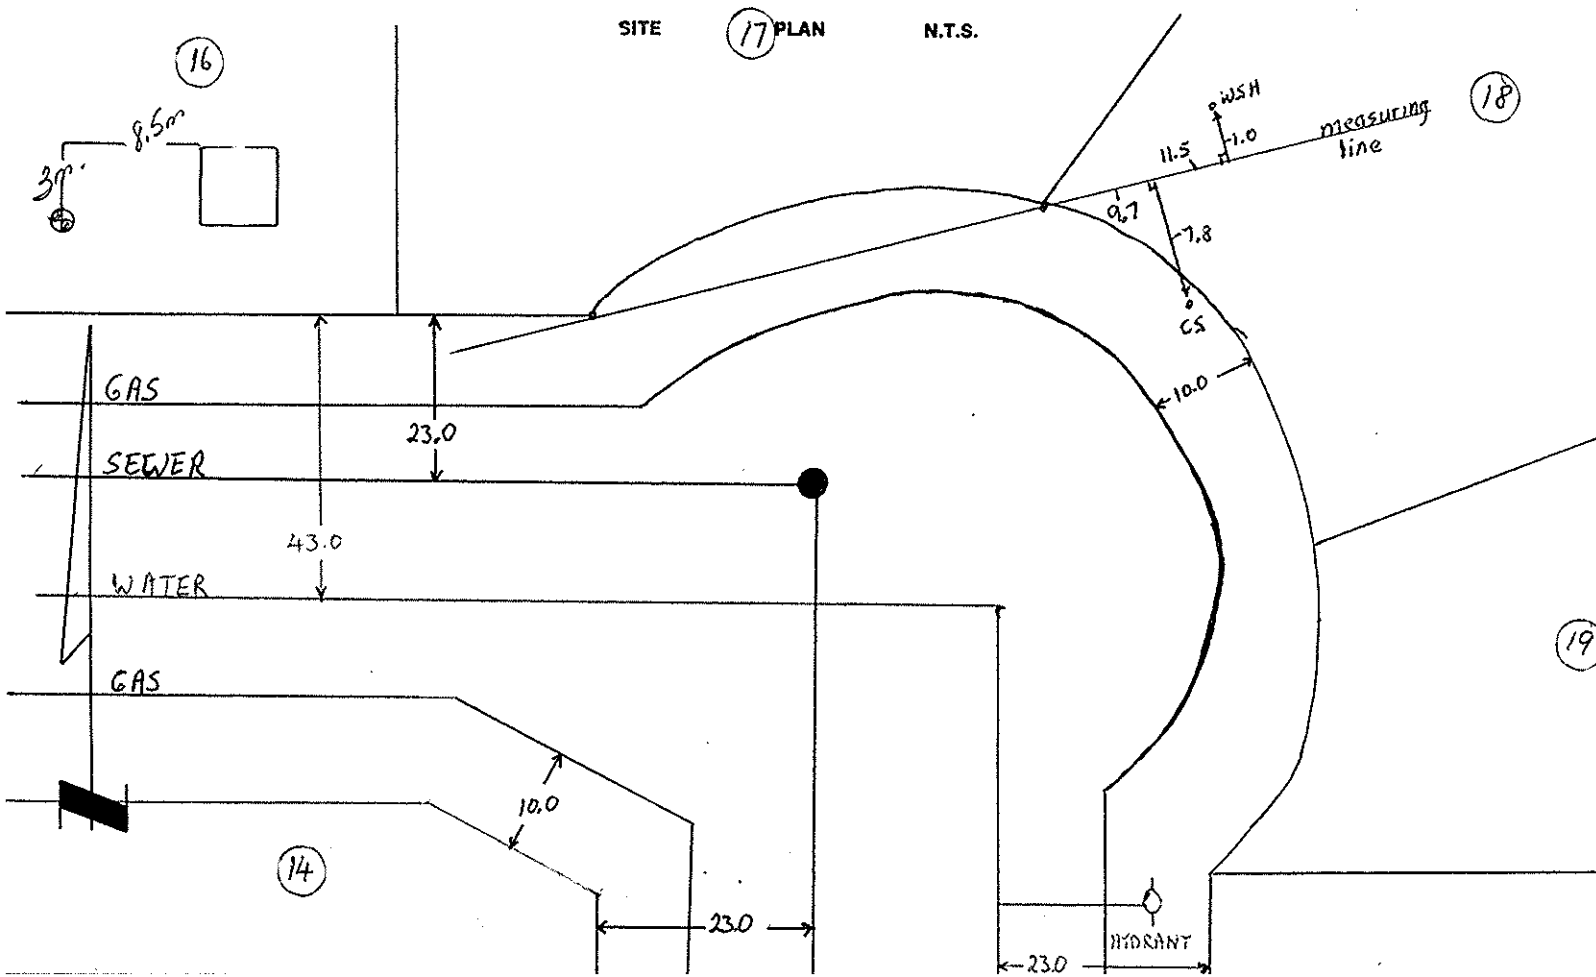 SITE 17 PLAN N.T.S.
16
8.5m
3m.
WSH
18
1.0
11.5
measuring
line
9.7
7.8
CS
GAS
10.0
23.0
SEWER
43.0
WATER
GAS
19
10.0
14
23.0
HYDRANT
23.0